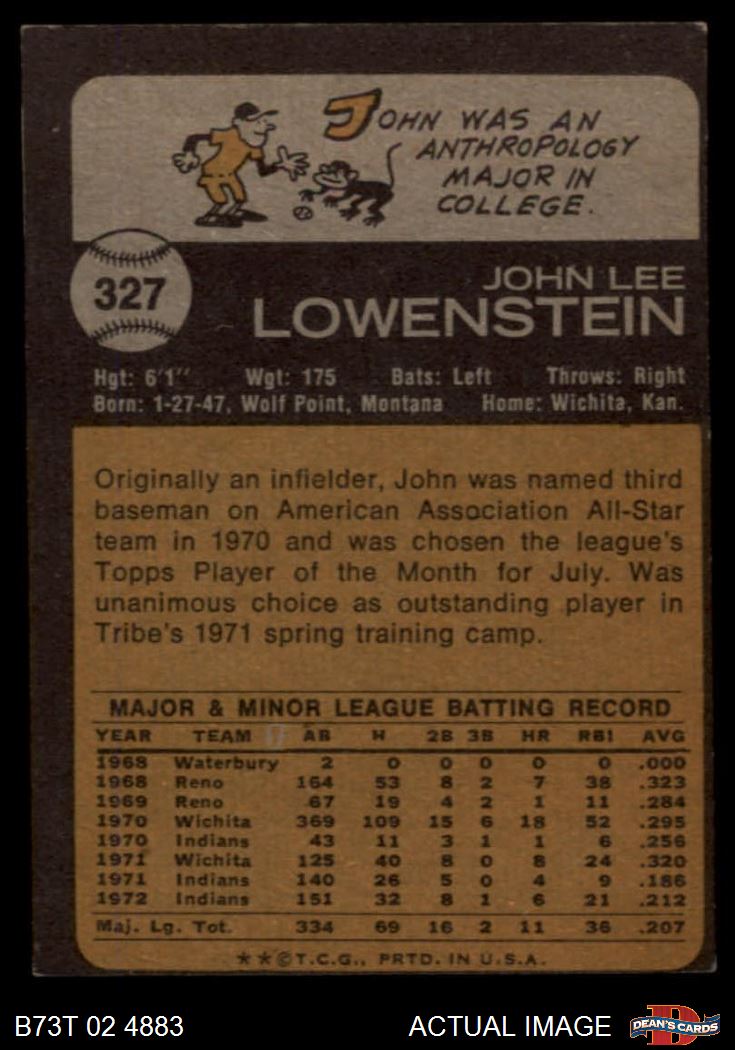 JOHN WAS AN
ANTHROPOLOGY
MAJOR IN
COLLEGE.
327
JOHN LEE
LOWENSTEIN
Hgt: 6'1" Wgt: 175 Bats: Left Throws: Right
Born: 1-27-47, Wolf Point, Montana Home: Wichita, Kan.
Originally an infielder, John was named third
baseman on American Association All-Star
team in 1970 and was chosen the league's
Topps Player of the Month for July. Was
unanimous choice as outstanding player in
Tribe's 1971 spring training camp.
MAJOR & MINOR LEAGUE BATTING RECORD
YEAR TEAM AB H 2B 3B HR RBI AVG
1968 Waterbury 2 0 0 0 0 0 .000
1968 Reno 164 53 8 2 7 38 .323
1969 Reno 67 19 4 2 1 11 .284
1970 Wichita 369 109 15 6 18 52 .295
1970 Indians 43 11 3 1 1 6 .256
1971 Wichita 125 40 8 0 8 24 .320
1971 Indians 140 26 5 0 4 9 .186
1972 Indians 151 32 8 1 6 21 .212
Maj. Lg. Tot. 334 69 16 2 11 36 .207
**©T.C.G., PRTD. IN U.S.A.
B73T 02 4883 ACTUAL IMAGE DEAN'S CARDS